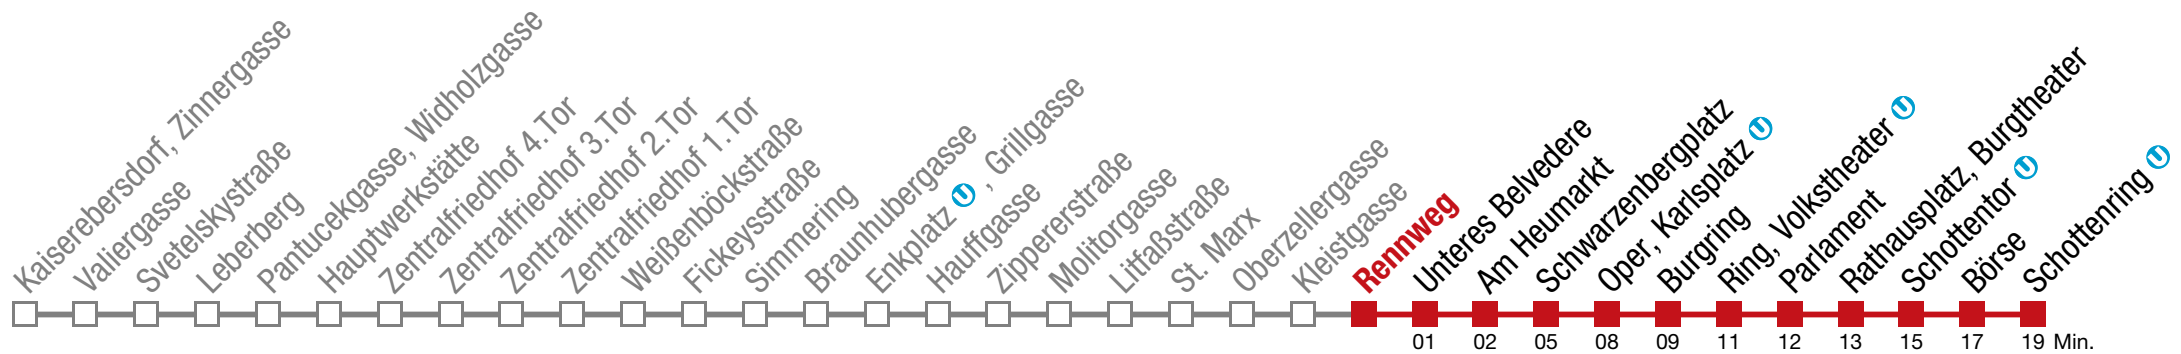 Kaiserebersdorf, Zinnergasse
Valiergasse
Svetelskystraße
Leberberg
Pantucekgasse, Widholzgasse
Hauptwerkstätte
Zentralfriedhof 4.Tor
Zentralfriedhof 3.Tor
Zentralfriedhof 2.Tor
Zentralfriedhof 1.Tor
Weißenböckstraße
Fickeysstraße
Simmering
Braunhubergasse
Enkplatz U , Grillgasse
Hauffgasse
Zippererstraße
Molitorgasse
Litfaßstraße
St. Marx
Oberzellergasse
Kleistgasse
Rennweg
Unteres Belvedere
Am Heumarkt
Schwarzenbergplatz
Oper, Karlsplatz U
Burgring
Ring, Volkstheater U
Parlament
Rathausplatz, Burgtheater
Schottentor U
Börse
Schottenring U
01 02 05 08 09 11 12 13 15 17 19 Min.